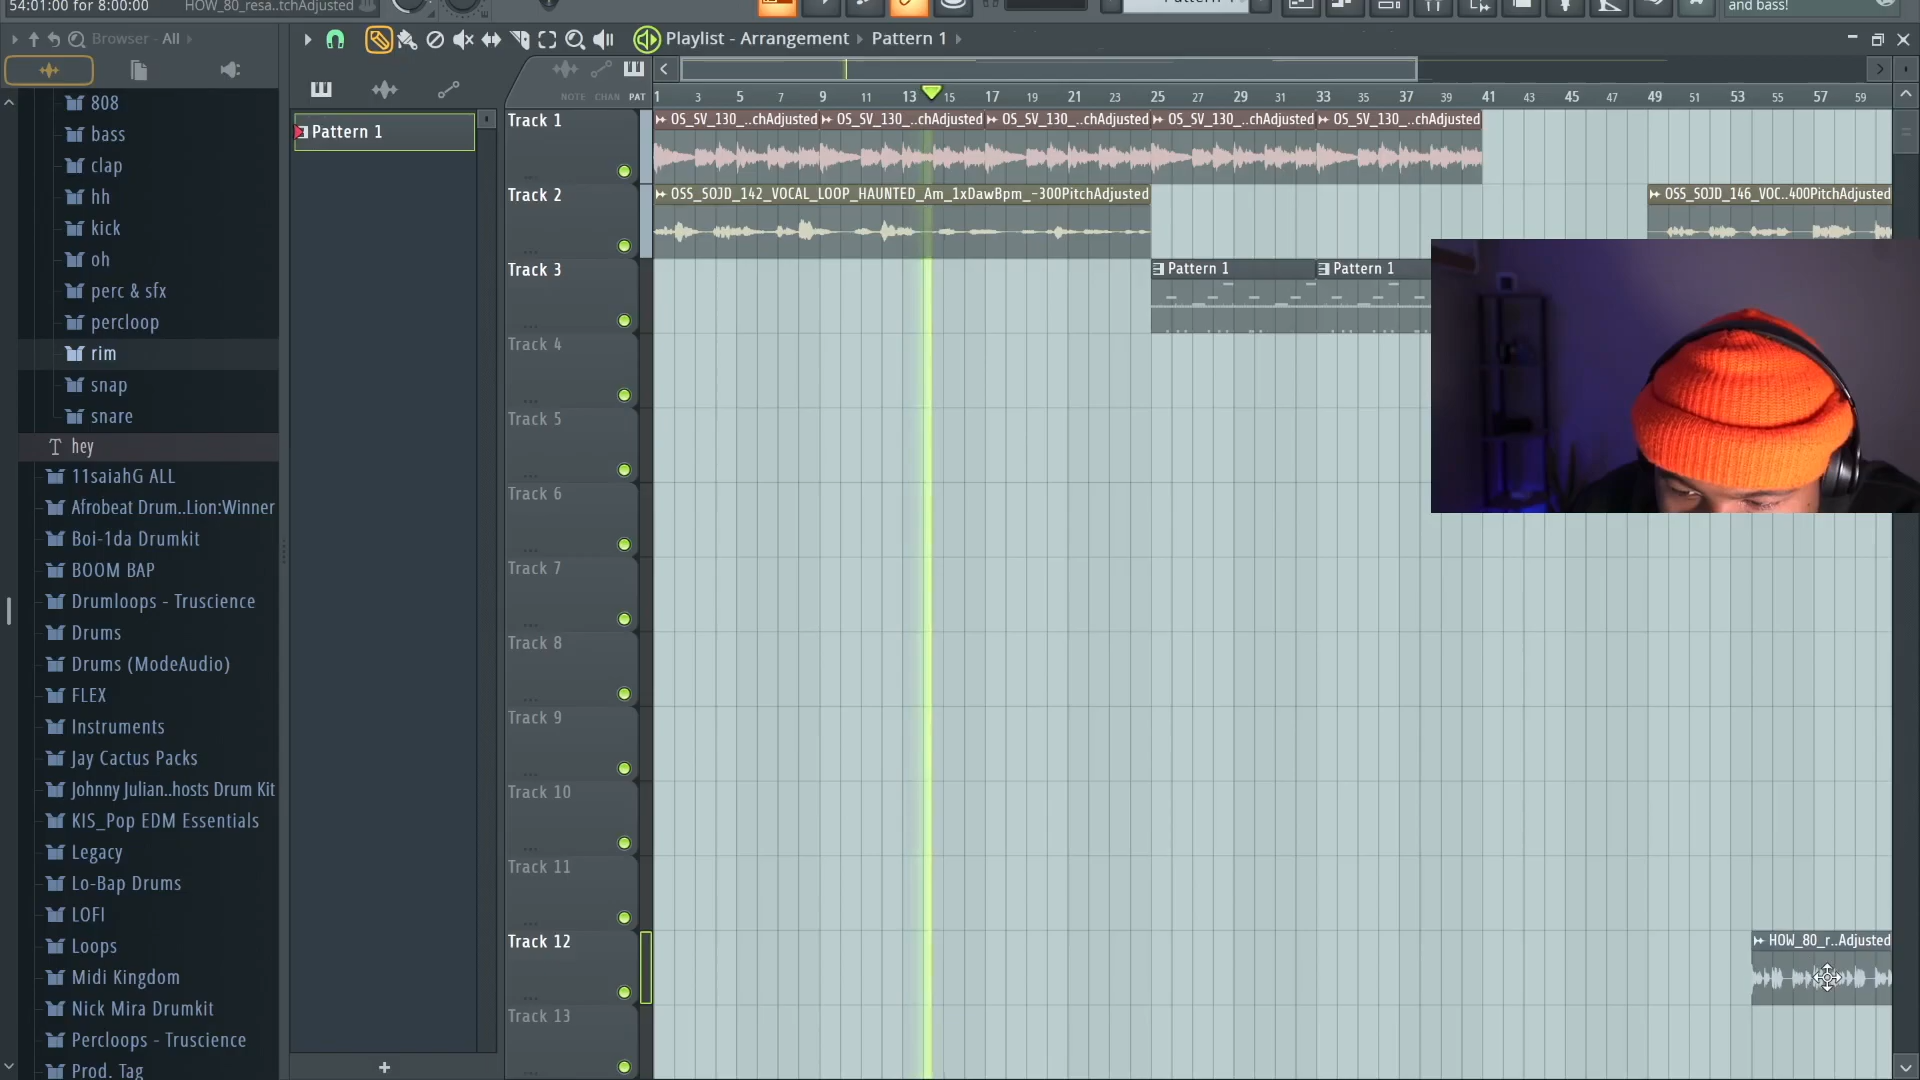 54:01:00 for 8:00:00 HOW_80_resa..tchAdjusted
and bass!
Browser - All
Playlist - Arrangement Pattern 1
NOTE CHAN PAT
1 3 5 7 9 11 13 15 17 19 21 23 25 27 29 31 33 35 37 39 41 43 45 47 49 51 53 55 57 59
808
bass
clap
hh
kick
oh
perc & sfx
percloop
rim
snap
snare
hey
11saiahG ALL
Afrobeat Drum..Lion:Winner
Boi-1da Drumkit
BOOM BAP
Drumloops - Truscience
Drums
Drums (ModeAudio)
FLEX
Instruments
Jay Cactus Packs
Johnny Julian..hosts Drum Kit
KIS_Pop EDM Essentials
Legacy
Lo-Bap Drums
LOFI
Loops
Midi Kingdom
Nick Mira Drumkit
Percloops - Truscience
Prod. Tag
Pattern 1
Track 1
OS_SV_130_..chAdjusted OS_SV_130_..chAdjusted OS_SV_130_..chAdjusted OS_SV_130_..chAdjusted OS_SV_130_..chAdjusted
Track 2
OSS_SOJD_142_VOCAL_LOOP_HAUNTED_Am_1xDawBpm_-300PitchAdjusted OSS_SOJD_146_VOC..400PitchAdjusted
Track 3
Pattern 1 Pattern 1
Track 4
Track 5
Track 6
Track 7
Track 8
Track 9
Track 10
Track 11
Track 12
HOW_80_r..Adjusted
Track 13